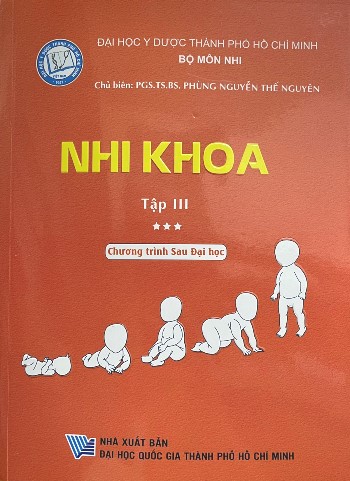 ĐẠI HỌC Y DƯỢC THÀNH PHỐ HỒ CHÍ MINH
BỘ MÔN NHI
Chủ biên: PGS.TS.BS. PHÙNG NGUYỄN THẾ NGUYÊN
NHI KHOA
Tập III
★★★
Chương trình Sau Đại học
NHÀ XUẤT BẢN
ĐẠI HỌC QUỐC GIA THÀNH PHỐ HỒ CHÍ MINH